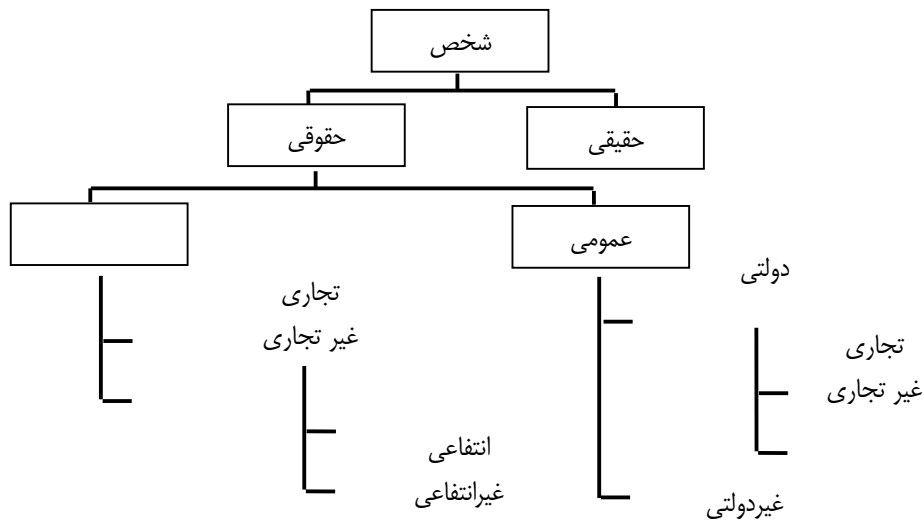 شخص
حقیقی
حقوقی
عمومی
دولتی
تجاری
غیر تجاری
غیردولتی
تجاری
غیر تجاری
انتفاعی
غیرانتفاعی